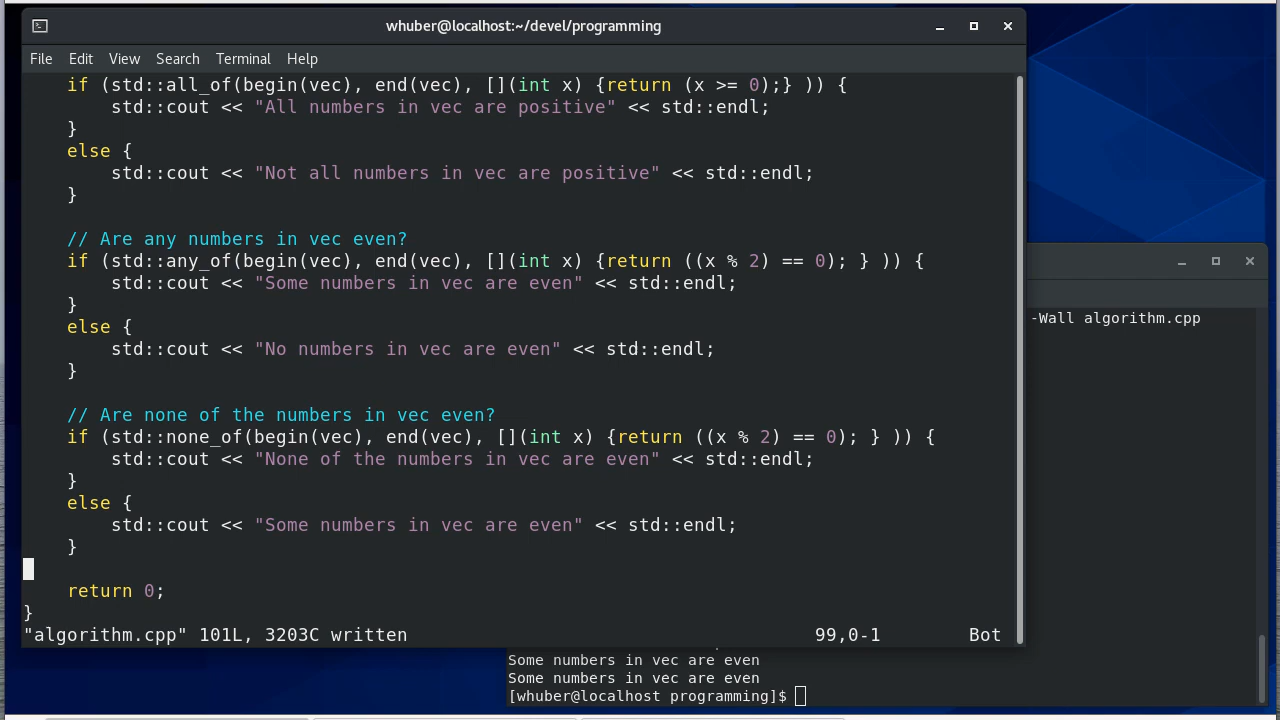 whuber@localhost:~/devel/programming
File Edit View Search Terminal Help
if (std::all_of(begin(vec), end(vec), [](int x) {return (x >= 0);} )) {
std::cout << "All numbers in vec are positive" << std::endl;
}
else {
std::cout << "Not all numbers in vec are positive" << std::endl;
}
// Are any numbers in vec even?
if (std::any_of(begin(vec), end(vec), [](int x) {return ((x % 2) == 0); } )) {
std::cout << "Some numbers in vec are even" << std::endl;
}
else {
std::cout << "No numbers in vec are even" << std::endl;
}
// Are none of the numbers in vec even?
if (std::none_of(begin(vec), end(vec), [](int x) {return ((x % 2) == 0); } )) {
std::cout << "None of the numbers in vec are even" << std::endl;
}
else {
std::cout << "Some numbers in vec are even" << std::endl;
}
return 0;
}
"algorithm.cpp" 101L, 3203C written 99,0-1 Bot
-Wall algorithm.cpp
Some numbers in vec are even
Some numbers in vec are even
[whuber@localhost programming]$